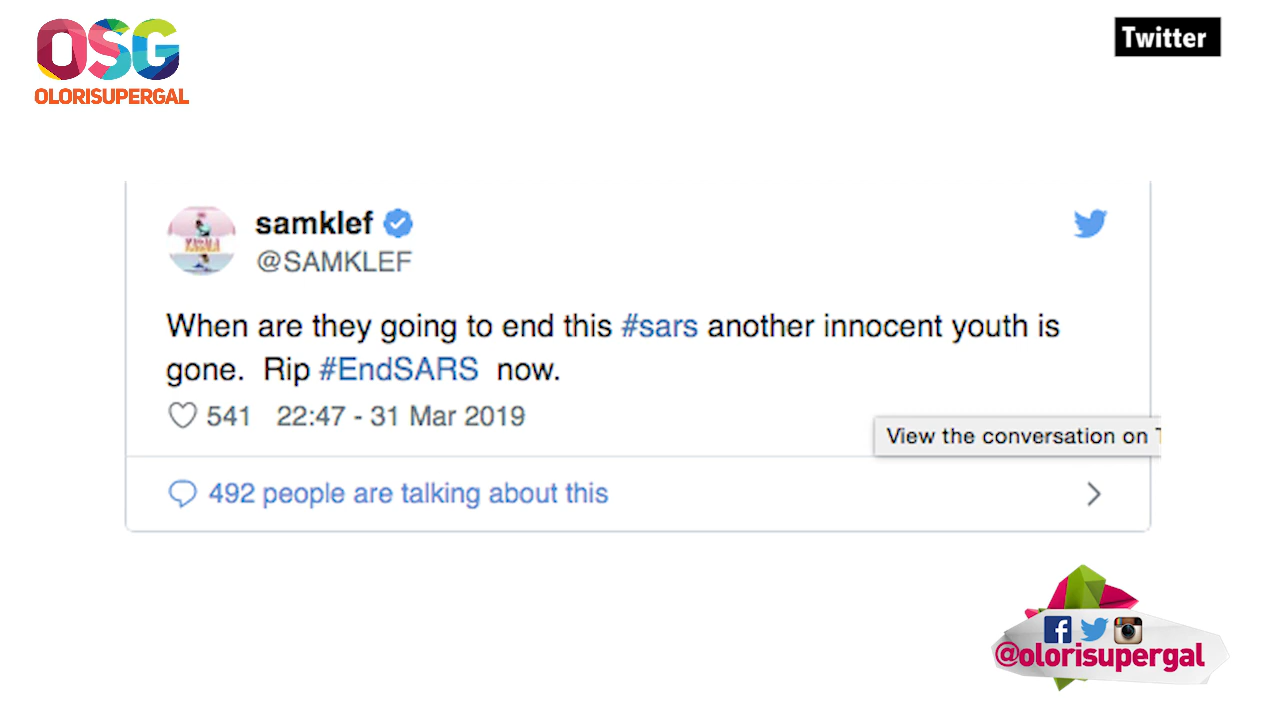 OSG
OLORISUPERGAL
Twitter
samklef
@SAMKLEF
When are they going to end this #sars another innocent youth is
gone. Rip #EndSARS now.
541 22:47 - 31 Mar 2019
View the conversation on T
492 people are talking about this
@olorisupergal